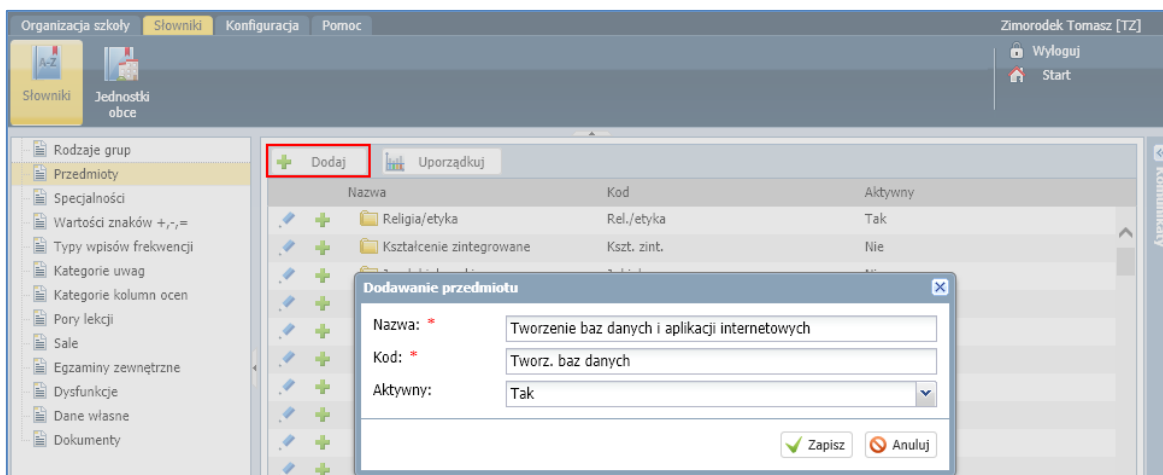 Organizacja szkoły Słowniki Konfiguracja Pomoc Zimorodek Tomasz [TZ]
A-Z
Słowniki
Jednostki
obce
Wyloguj
Start
Rodzaje grup
Przedmioty
Specjalności
Wartości znaków +,-,=
Typy wpisów frekwencji
Kategorie uwag
Kategorie kolumn ocen
Pory lekcji
Sale
Egzaminy zewnętrzne
Dysfunkcje
Dane własne
Dokumenty
Dodaj Uporządkuj
Nazwa Kod Aktywny
Religia/etyka Rel./etyka Tak
Kształcenie zintegrowane Kszt. zint. Nie
Dodawanie przedmiotu
Nazwa: * Tworzenie baz danych i aplikacji internetowych
Kod: * Tworz. baz danych
Aktywny: Tak
Zapisz Anuluj
Komunikaty